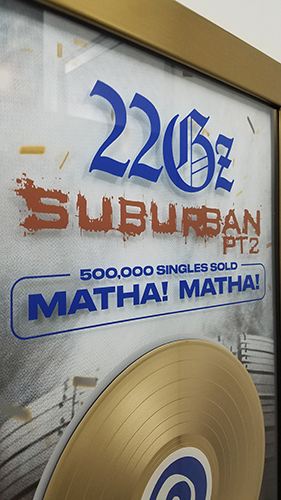 22Gz
SUBURBAN
PT2
500,000 SINGLES SOLD
MATHA! MATHA!